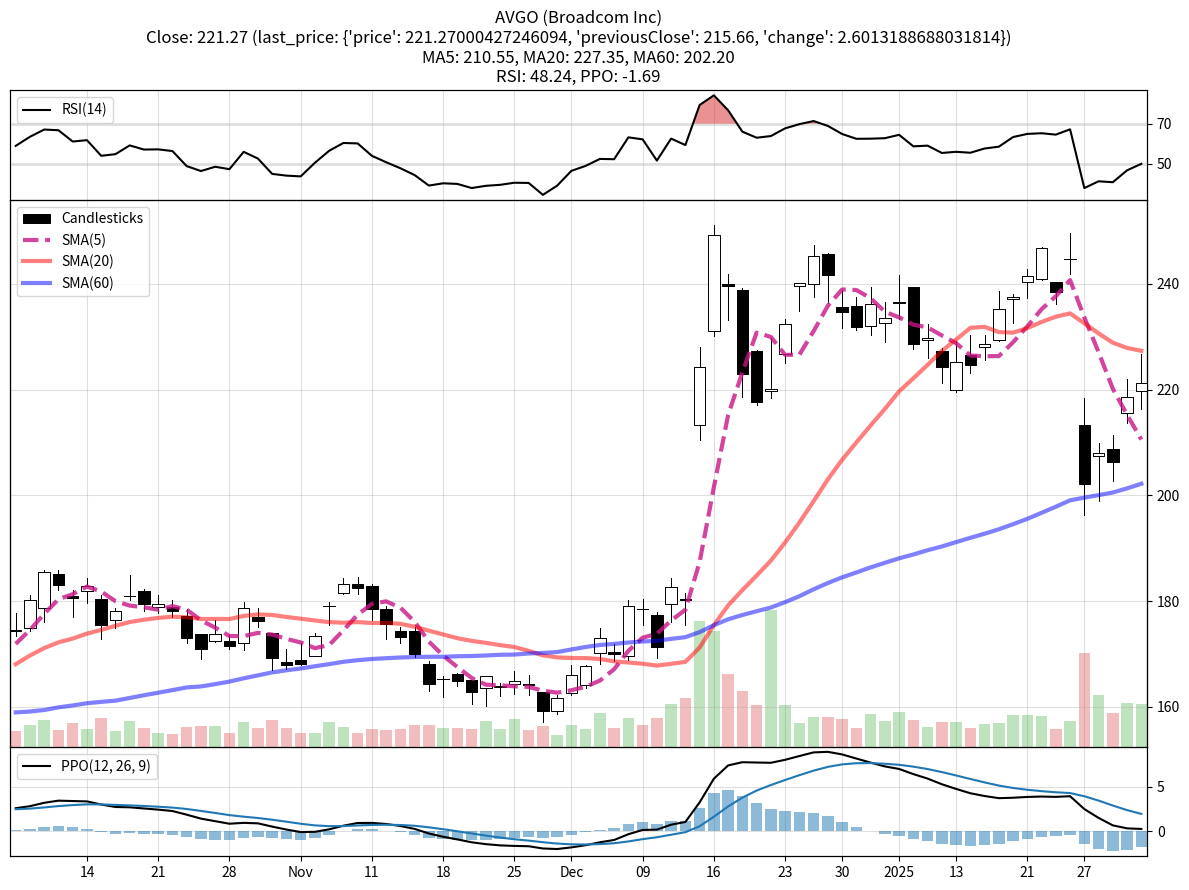 AVGO (Broadcom Inc)
Close: 221.27 (last_price: {'price': 221.27000427246094, 'previousClose': 215.66, 'change': 2.6013188688031814})
MA5: 210.55, MA20: 227.35, MA60: 202.20
RSI: 48.24, PPO: -1.69
RSI(14)
70
50
Candlesticks
SMA(5)
SMA(20)
SMA(60)
240
220
200
180
160
PPO(12, 26, 9)
5
0
14 21 28 Nov 11 18 25 Dec 09 16 23 30 2025 13 21 27